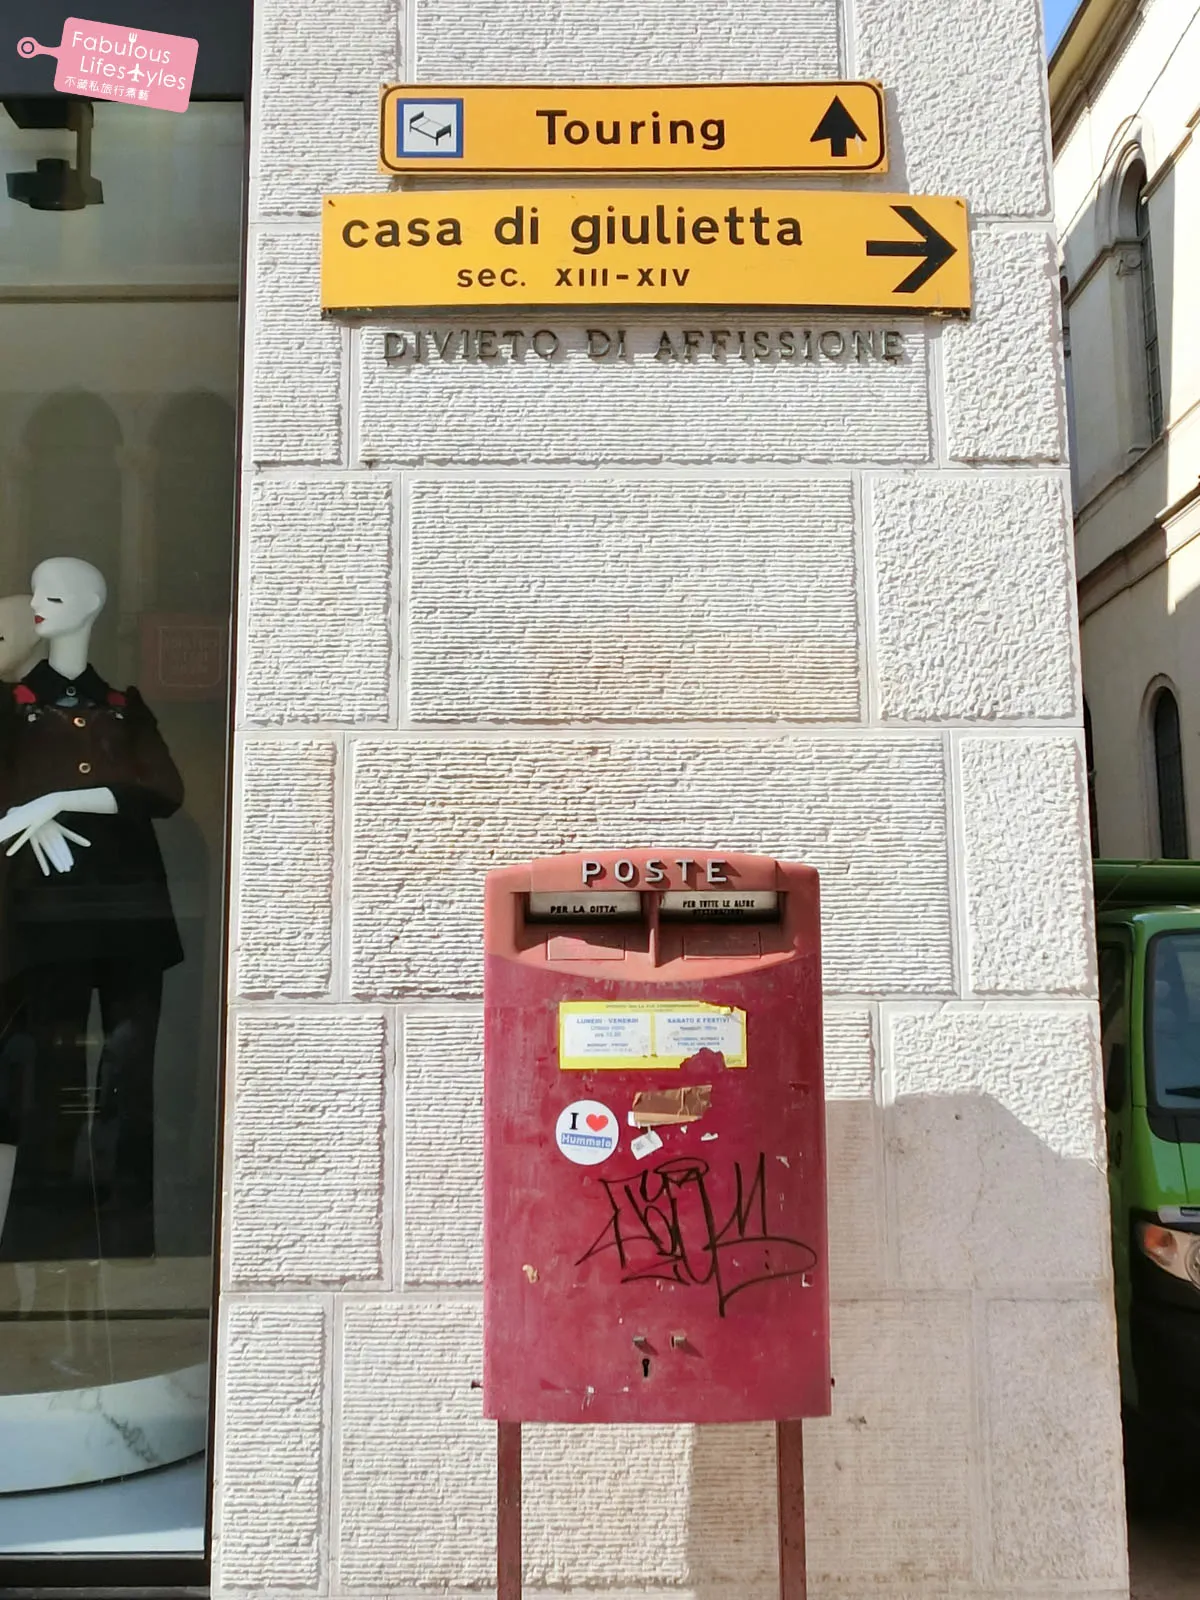 Fabulous
Lifestyles
不藏私旅行煮藝
Touring
casa di giulietta
sec. XIII-XIV
DIVIETO DI AFFISSIONE
POSTE
PER LA CITTA'
PER TUTTE LE ALTRE
DESTINAZIONI
LUNEDI - VENERDI
SABATO E FESTIVI
I ❤
Hummels